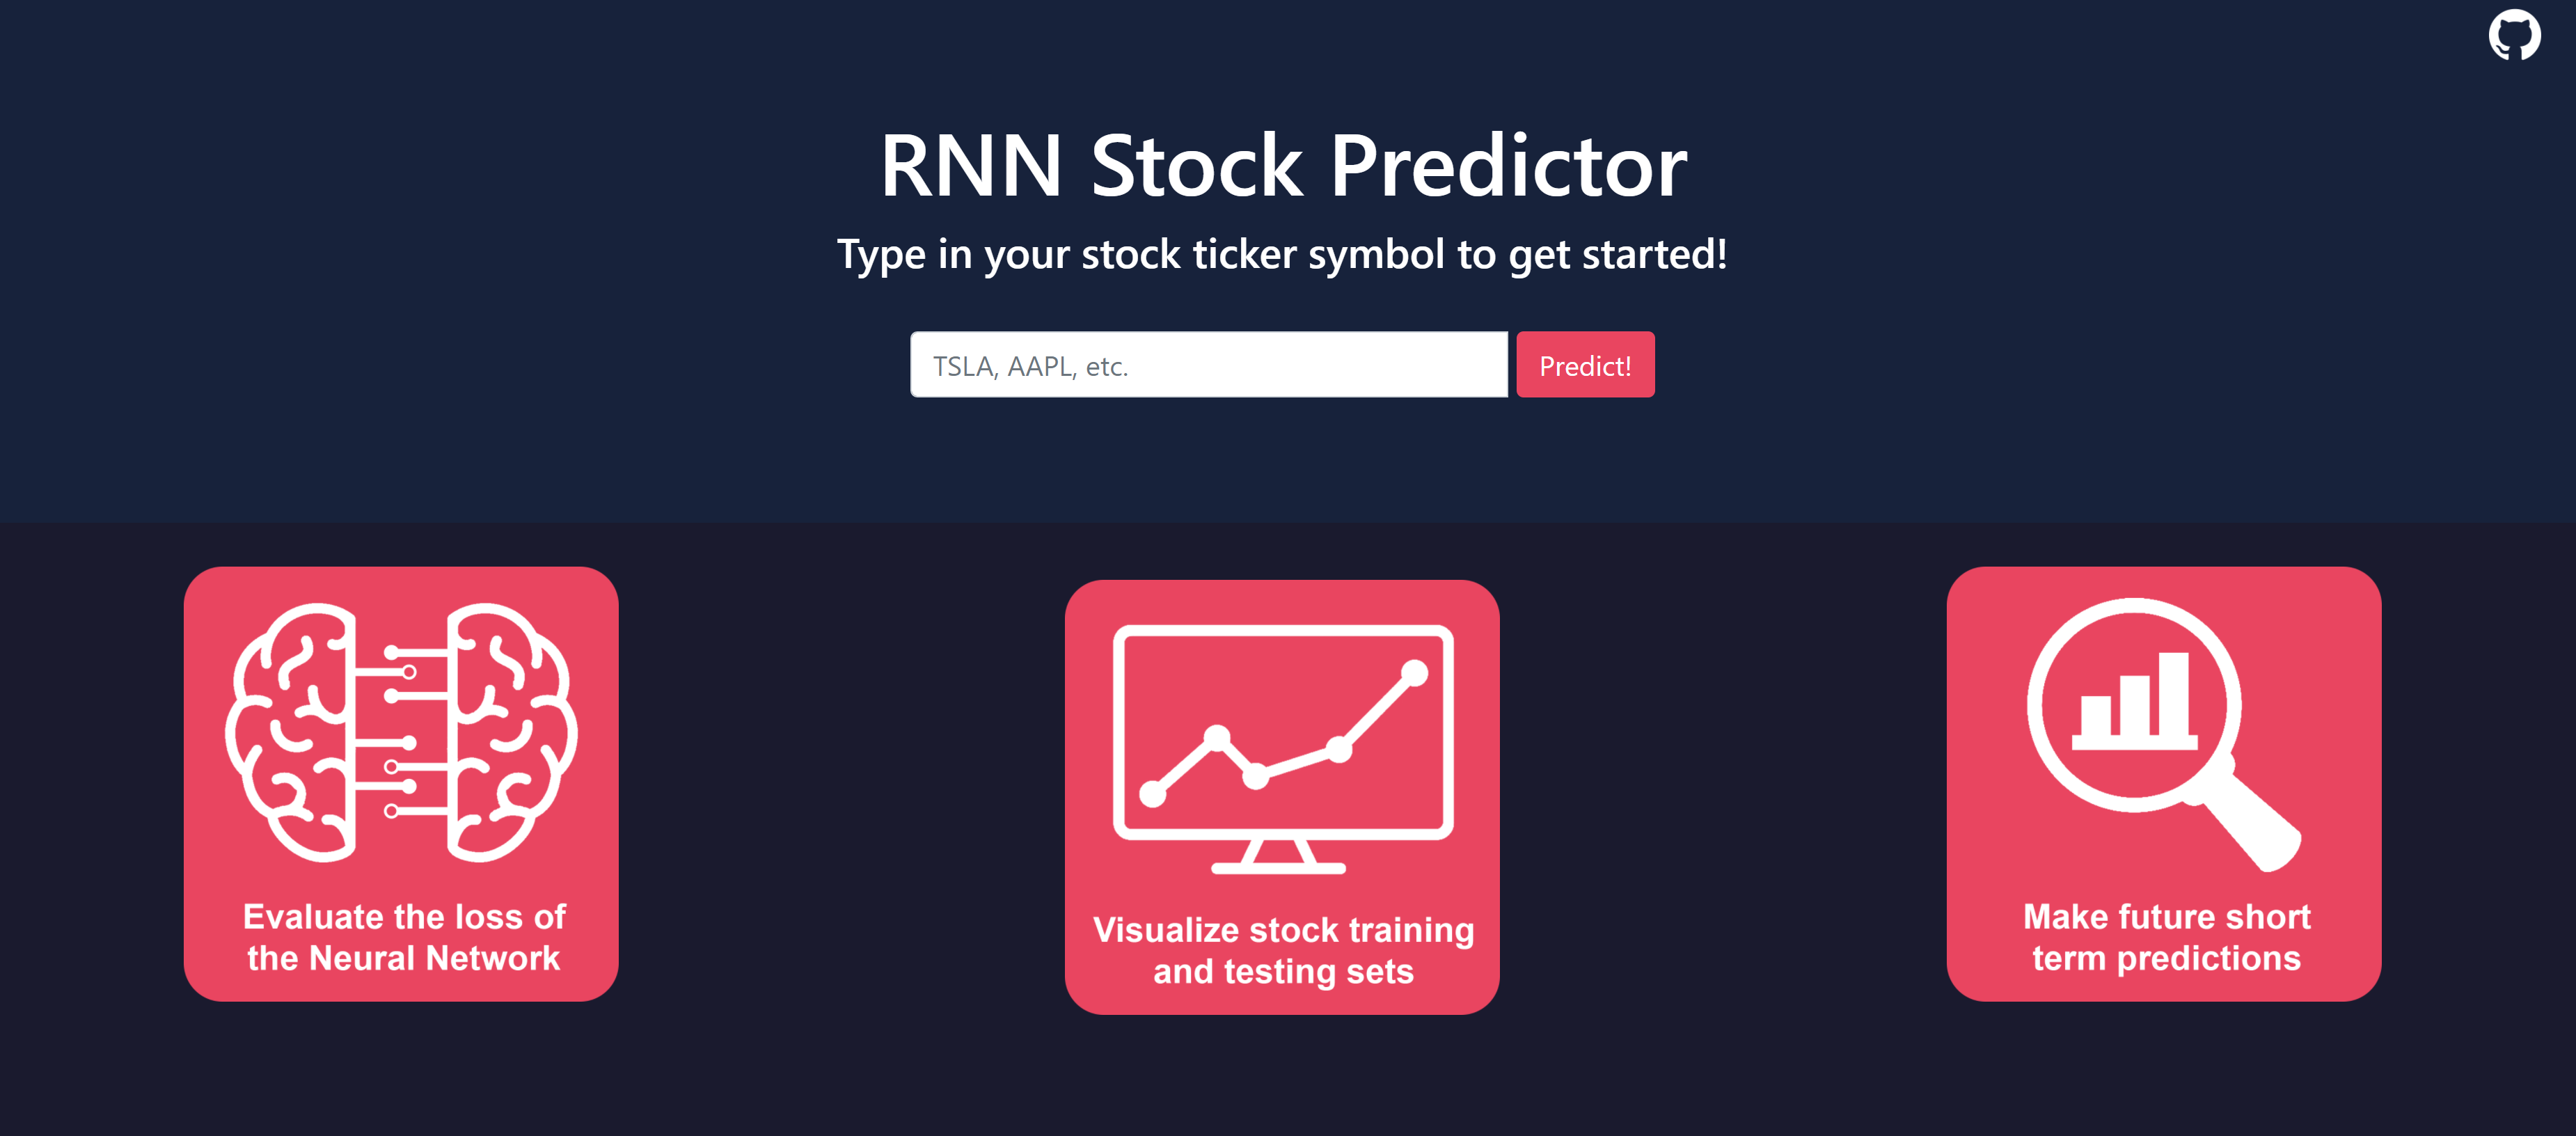 RNN Stock Predictor
Type in your stock ticker symbol to get started!
TSLA, AAPL, etc.
Predict!
Evaluate the loss of
the Neural Network
Visualize stock training
and testing sets
Make future short
term predictions